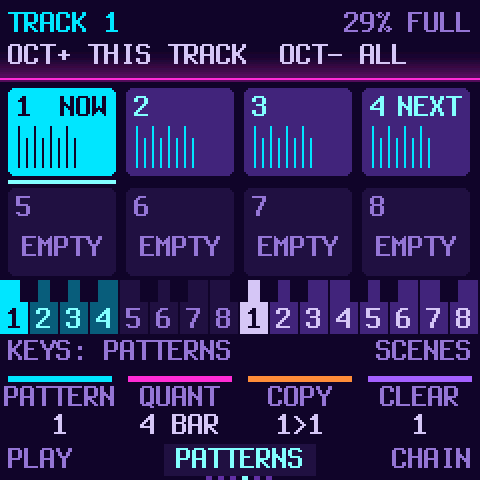 TRACK 1 29% FULL
OCT+ THIS TRACK OCT- ALL
1 NOW 2 3 4 NEXT
5 6 7 8
EMPTY EMPTY EMPTY EMPTY
1 2 3 4 5 6 7 8 1 2 3 4 5 6 7 8
KEYS: PATTERNS SCENES
PATTERN QUANT COPY CLEAR
1 4 BAR 1>1 1
PLAY PATTERNS CHAIN